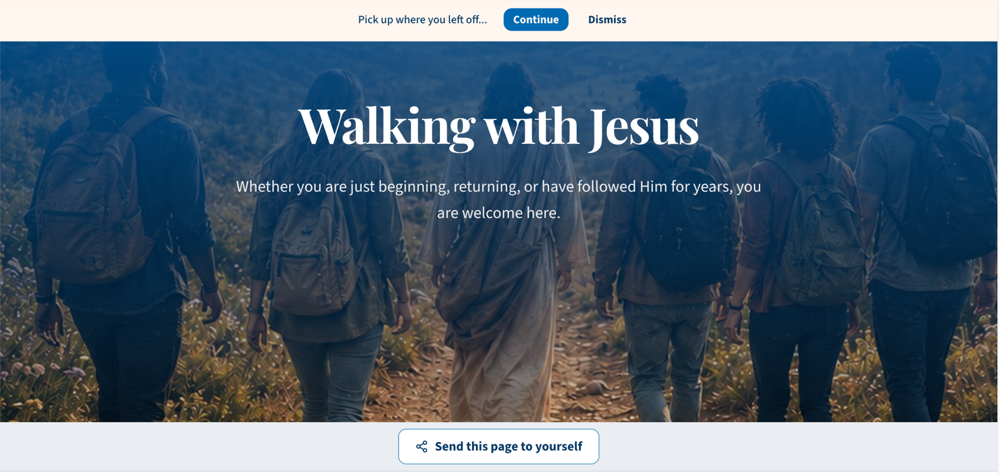 Pick up where you left off... Continue Dismiss
Walking with Jesus
Whether you are just beginning, returning, or have followed Him for years, you
are welcome here.
Send this page to yourself